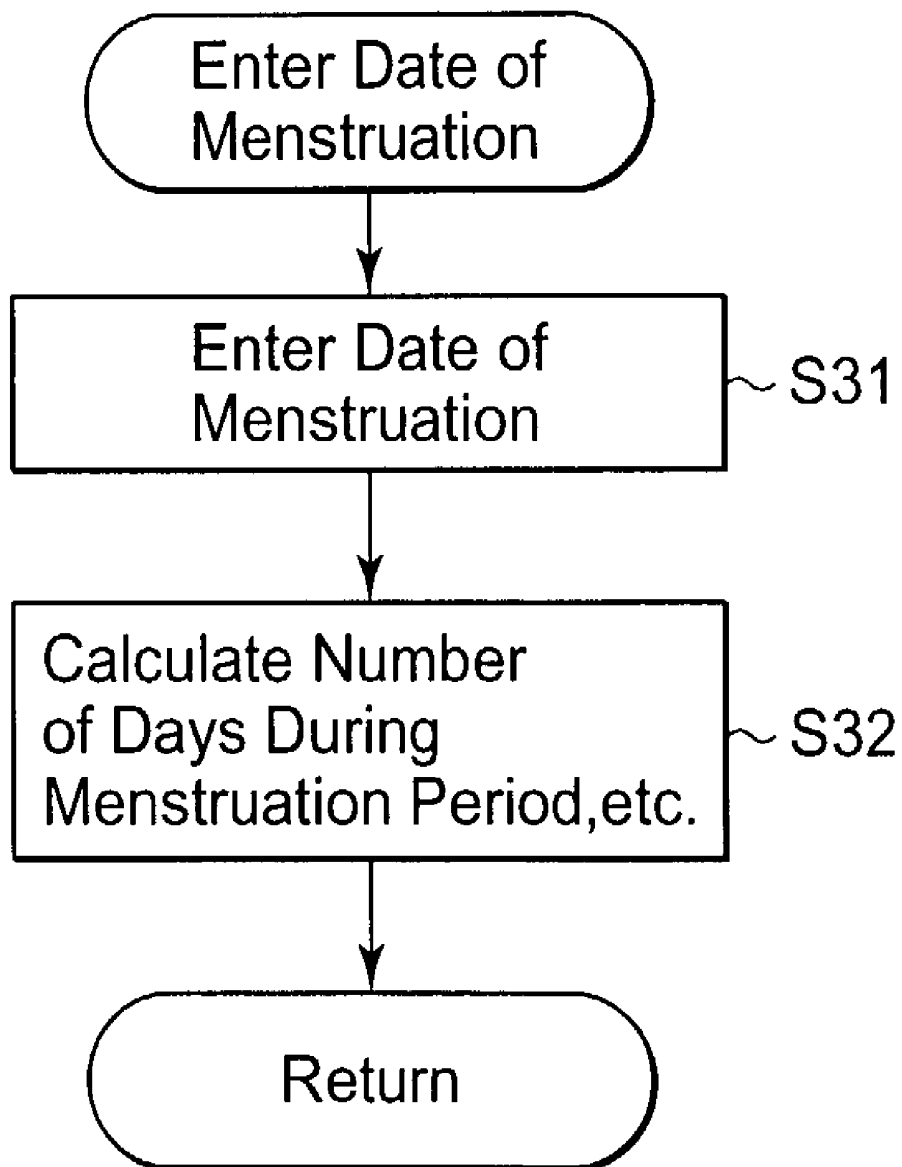 Enter Date of
Menstruation
Enter Date of
Menstruation
S31
Calculate Number
of Days During
Menstruation Period,etc.
S32
Return